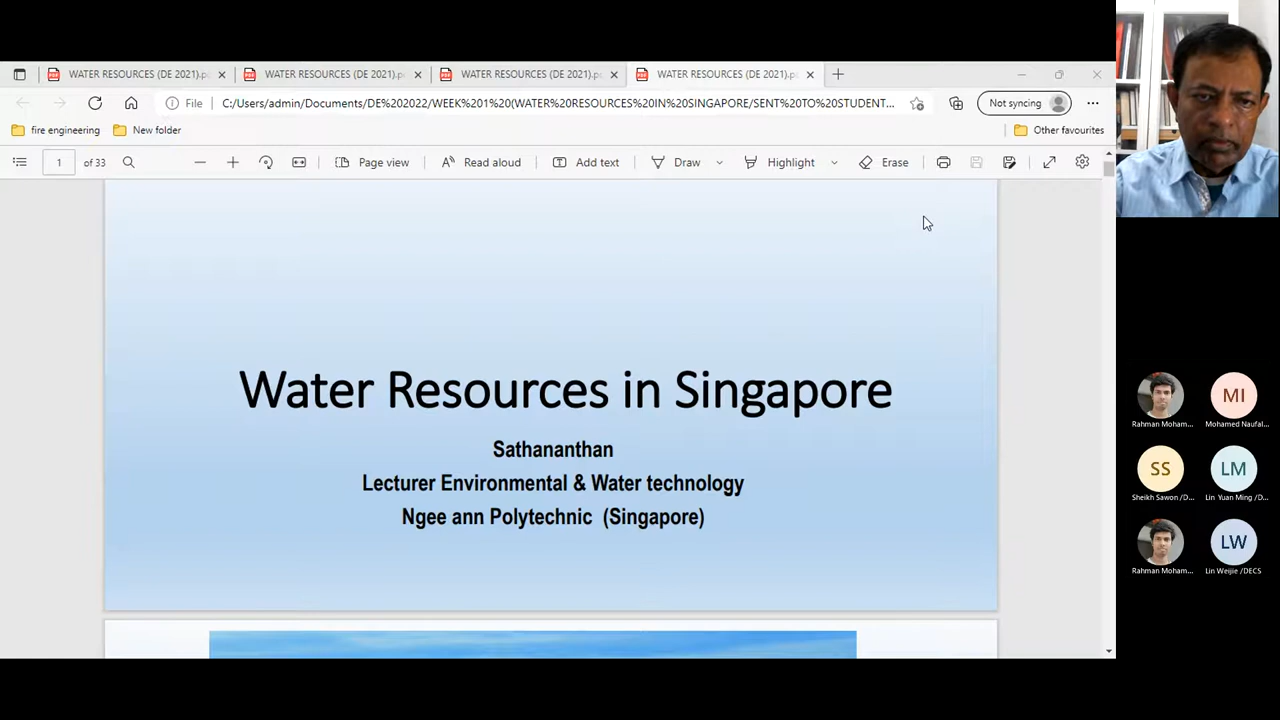 WATER RESOURCES (DE 2021).p
WATER RESOURCES (DE 2021).p
WATER RESOURCES (DE 2021).p
WATER RESOURCES (DE 2021).p
File
C:/Users/admin/Documents/DE%202022/WEEK%201%20(WATER%20RESOURCES%20IN%20SINGAPORE/SENT%20TO%20STUDENT...
Not syncing
fire engineering
New folder
Other favourites
1 of 33
Page view
Read aloud
Add text
Draw
Highlight
Erase
Water Resources in Singapore
Sathananthan
Lecturer Environmental & Water technology
Ngee ann Polytechnic (Singapore)
MI
Rahman Moham...
Mohamed Naufal...
SS
LM
Sheikh Sawon /D...
Lin Yuan Ming /D...
LW
Rahman Moham...
Lin Weijie /DECS